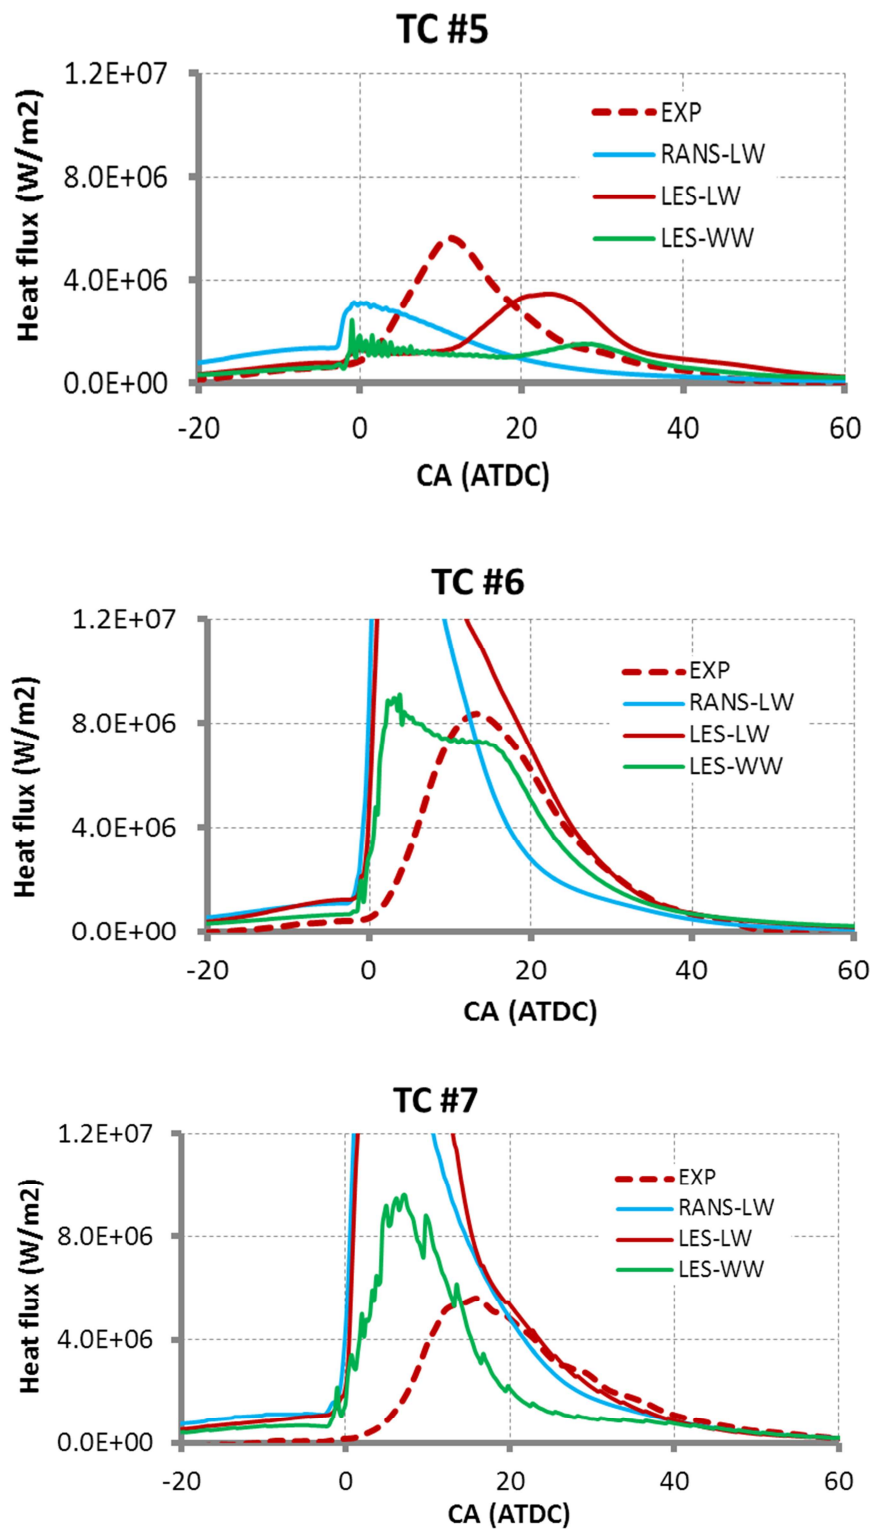 TC #5
Heat flux (W/m2)
1.2E+07
8.0E+06
4.0E+06
0.0E+00
EXP
RANS-LW
LES-LW
LES-WW
-20 0 20 40 60
CA (ATDC)
TC #6
Heat flux (W/m2)
1.2E+07
8.0E+06
4.0E+06
0.0E+00
EXP
RANS-LW
LES-LW
LES-WW
-20 0 20 40 60
CA (ATDC)
TC #7
Heat flux (W/m2)
1.2E+07
8.0E+06
4.0E+06
0.0E+00
EXP
RANS-LW
LES-LW
LES-WW
-20 0 20 40 60
CA (ATDC)